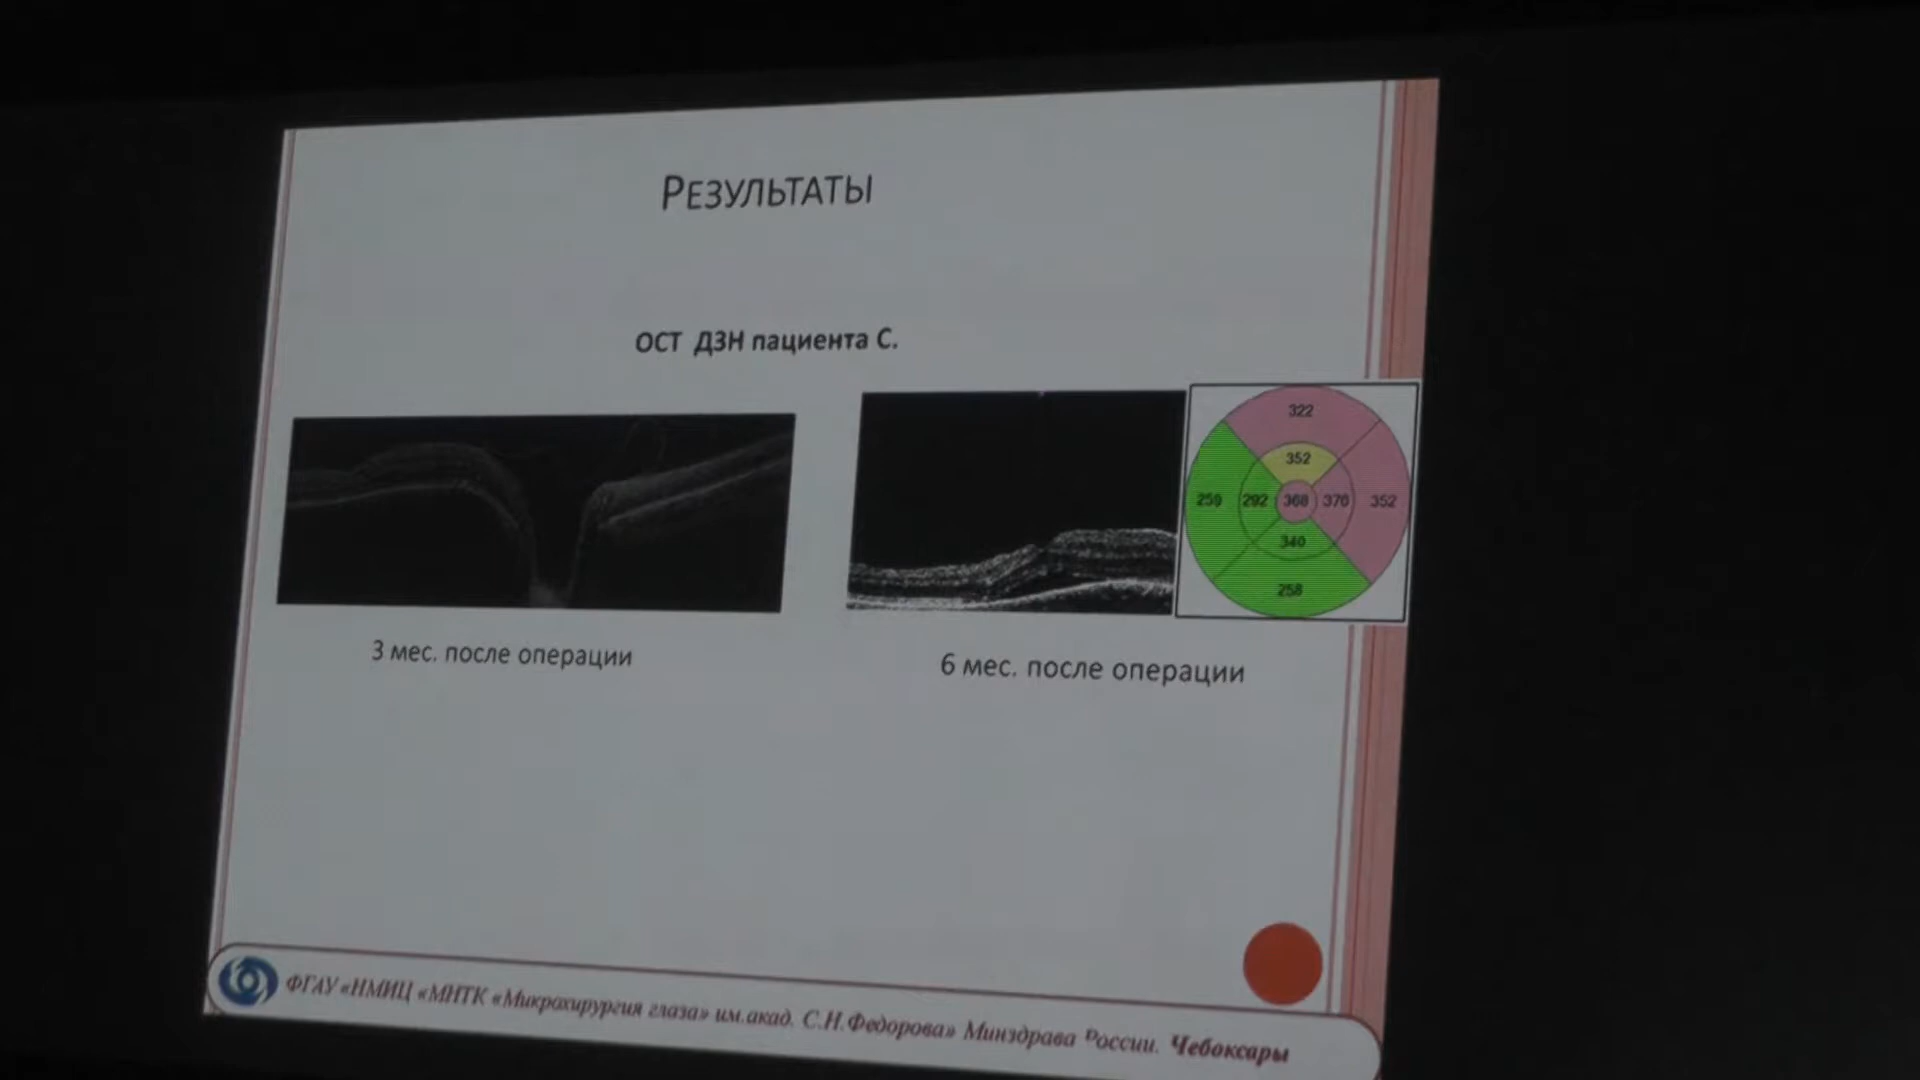 Результаты
ОСТ ДЗН пациента С.
322
352
259 292 368 370 352
340
258
3 мес. после операции
6 мес. после операции
ФГАУ «НМИЦ «МНТК «Микрохирургия глаза» им.акад. С.Н.Федорова» Минздрава России. Чебоксары